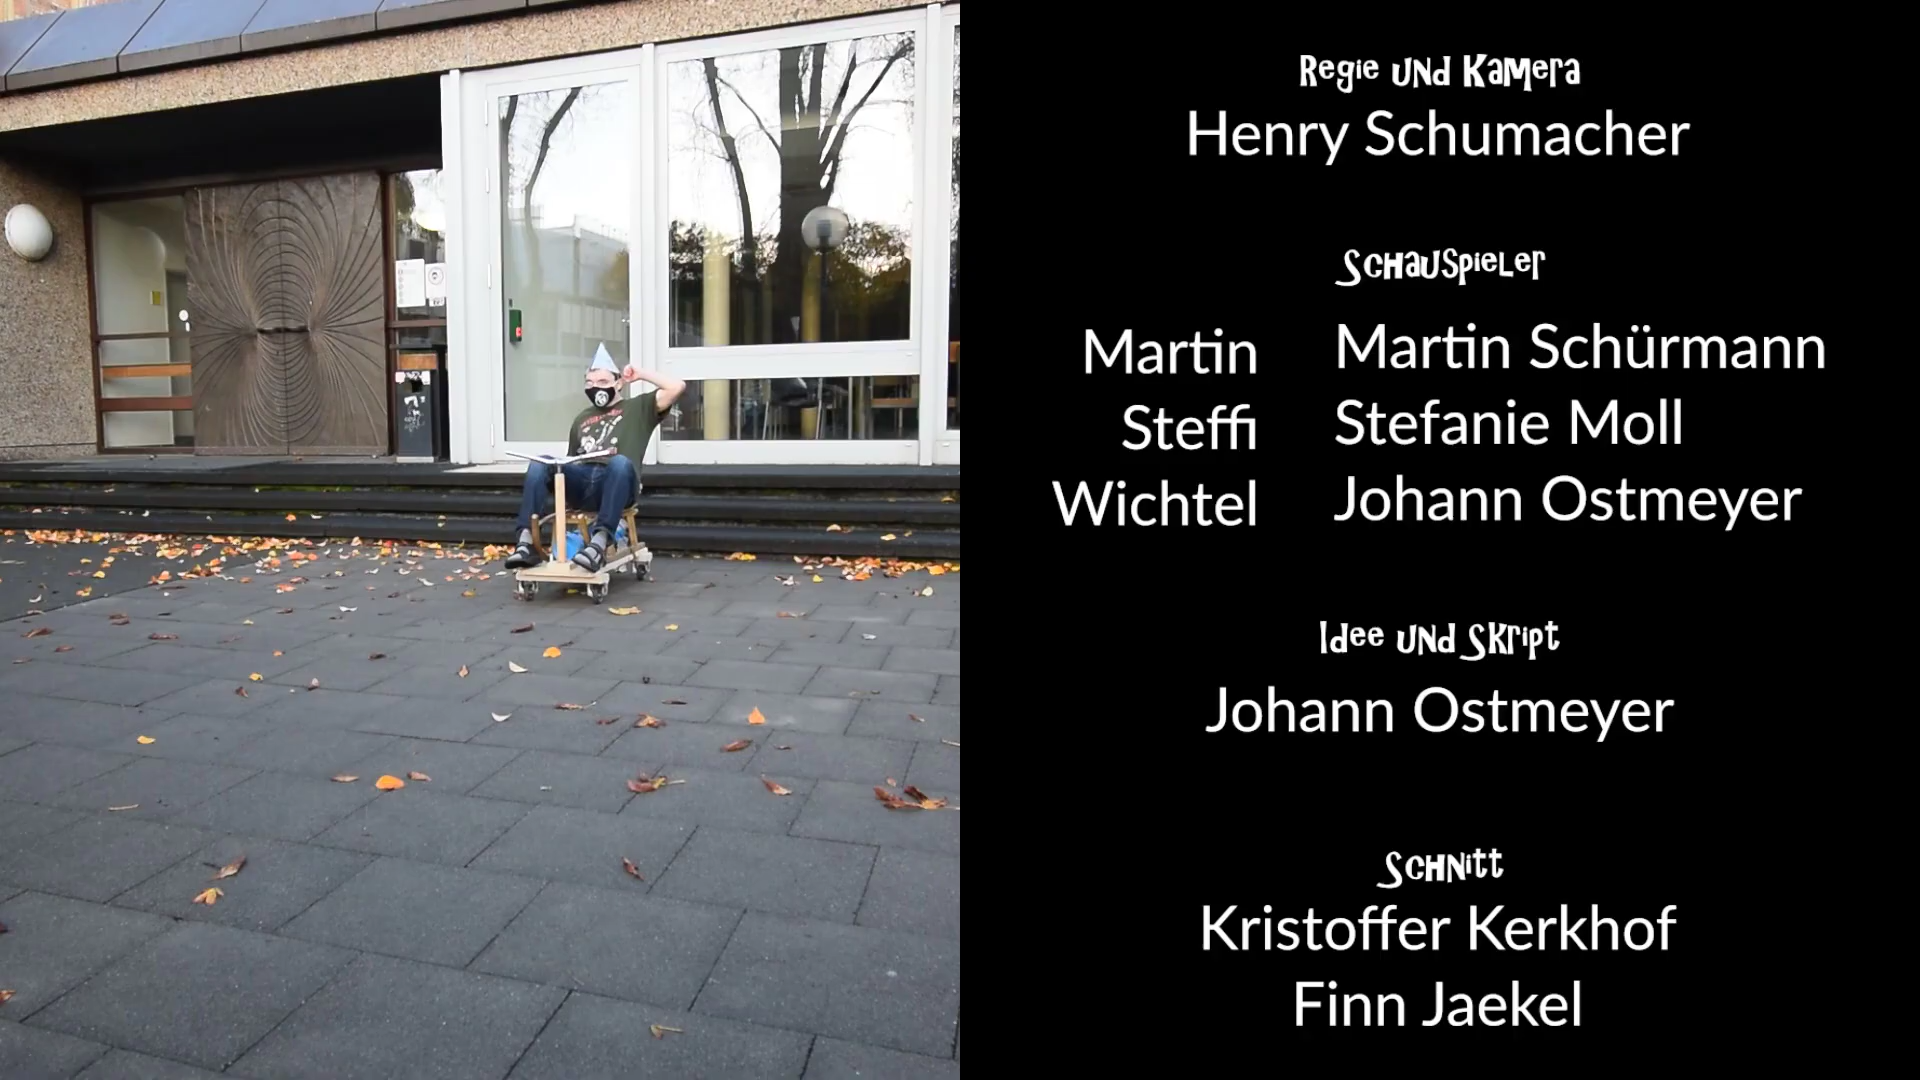 Regie und Kamera
Henry Schumacher
Schauspieler
Martin Martin Schürmann
Steffi Stefanie Moll
Wichtel Johann Ostmeyer
Idee und Skript
Johann Ostmeyer
Schnitt
Kristoffer Kerkhof
Finn Jaekel